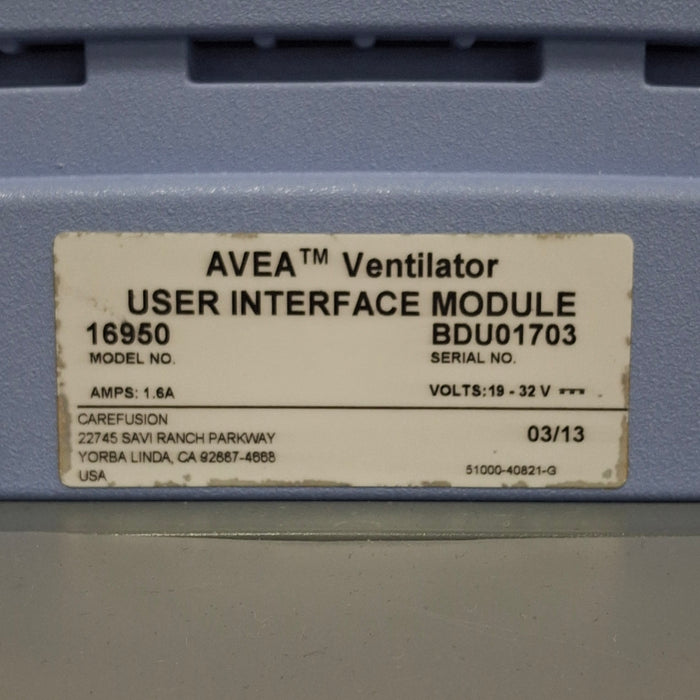 AVEA™ Ventilator
USER INTERFACE MODULE
16950 BDU01703
MODEL NO. SERIAL NO.
AMPS: 1.6A VOLTS:19 - 32 V
CAREFUSION
22745 SAVI RANCH PARKWAY 03/13
YORBA LINDA, CA 92887-4668
USA 51000-40821-G